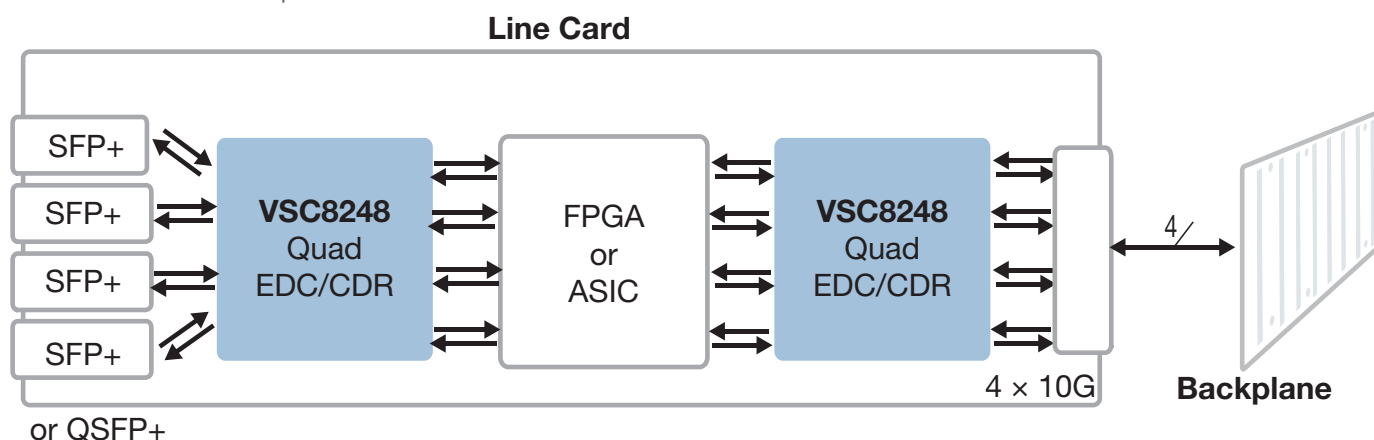 Line Card
SFP+
SFP+
SFP+
SFP+
VSC8248
Quad
EDC/CDR
FPGA
or
ASIC
VSC8248
Quad
EDC/CDR
4/
4 × 10G
Backplane
or QSFP+